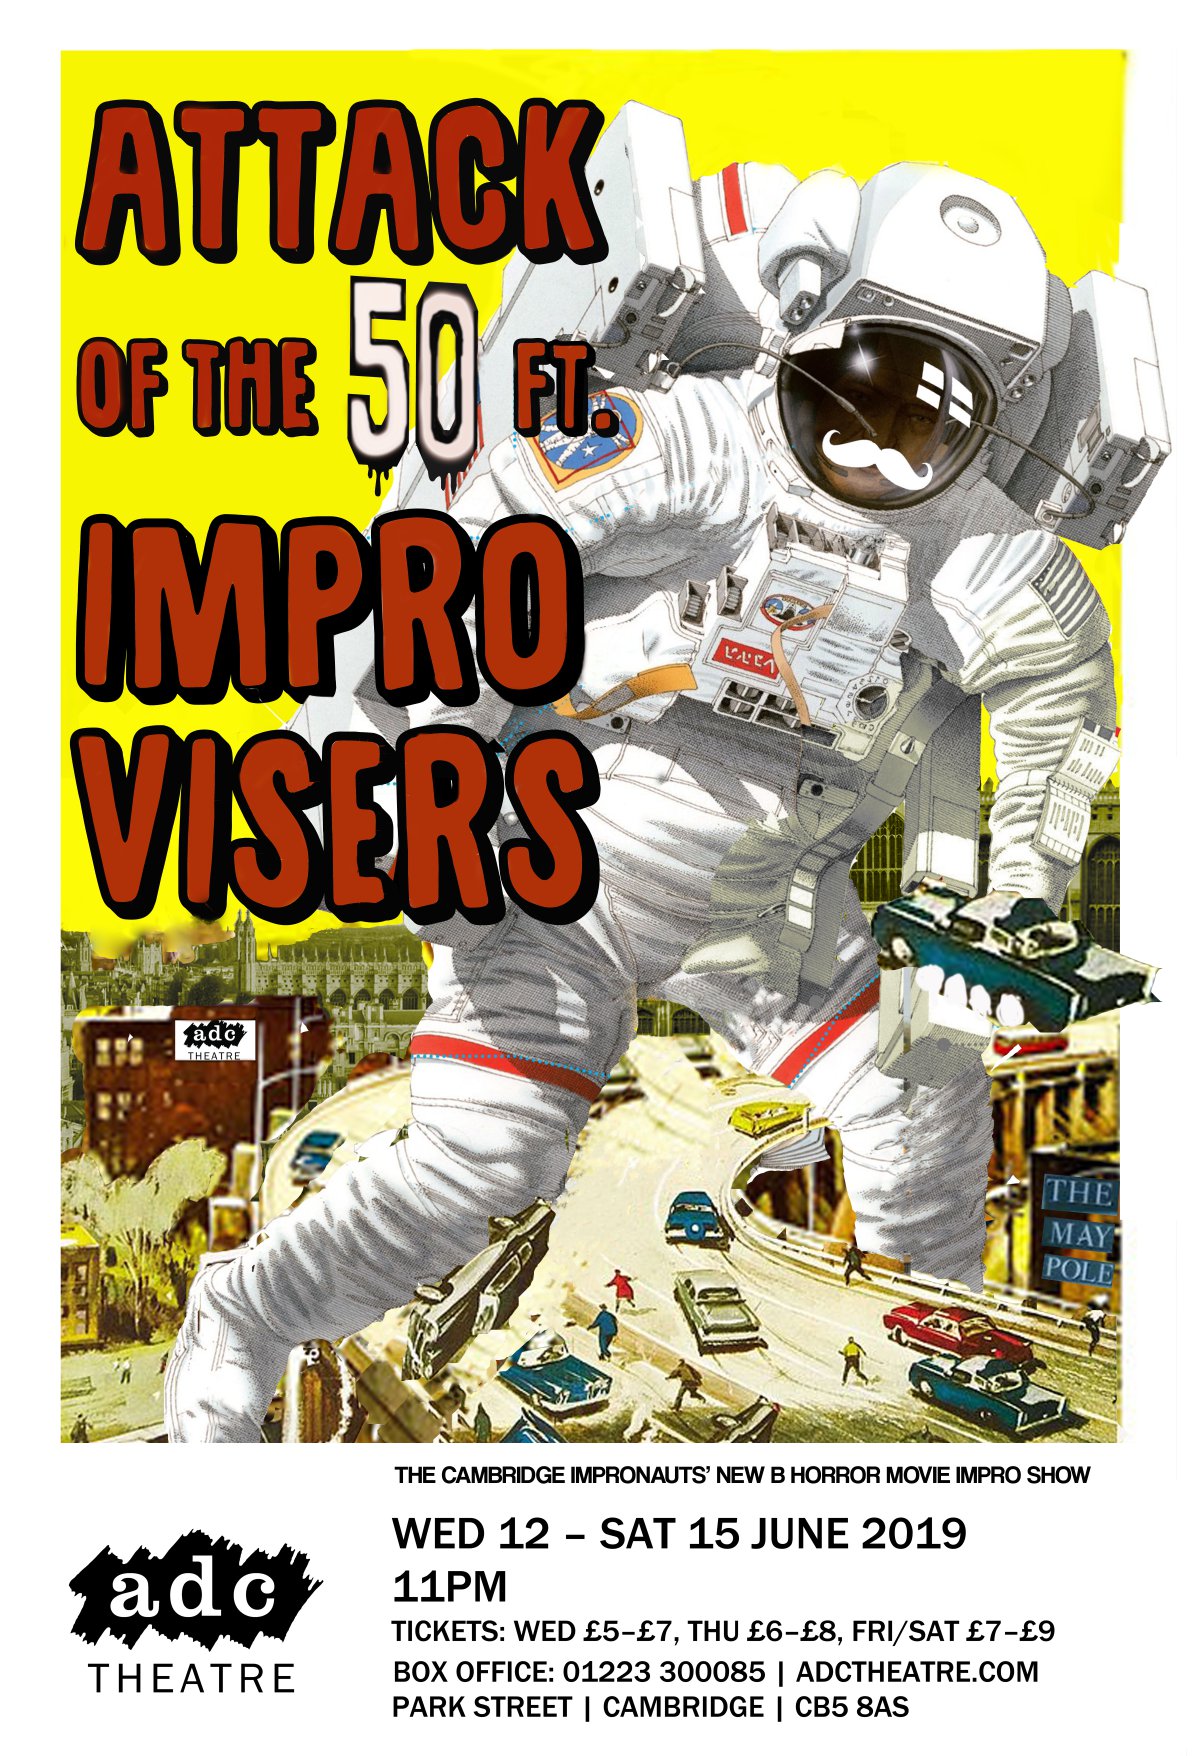 ATTACK
OF THE 50 FT.
IMPRO
VISERS
adc
THEATRE
THE
MAY
POLE
THE CAMBRIDGE IMPRONAUTS' NEW B HORROR MOVIE IMPRO SHOW
WED 12 – SAT 15 JUNE 2019
11PM
TICKETS: WED £5–£7, THU £6–£8, FRI/SAT £7–£9
BOX OFFICE: 01223 300085 | ADCTHEATRE.COM
PARK STREET | CAMBRIDGE | CB5 8AS
adc
THEATRE